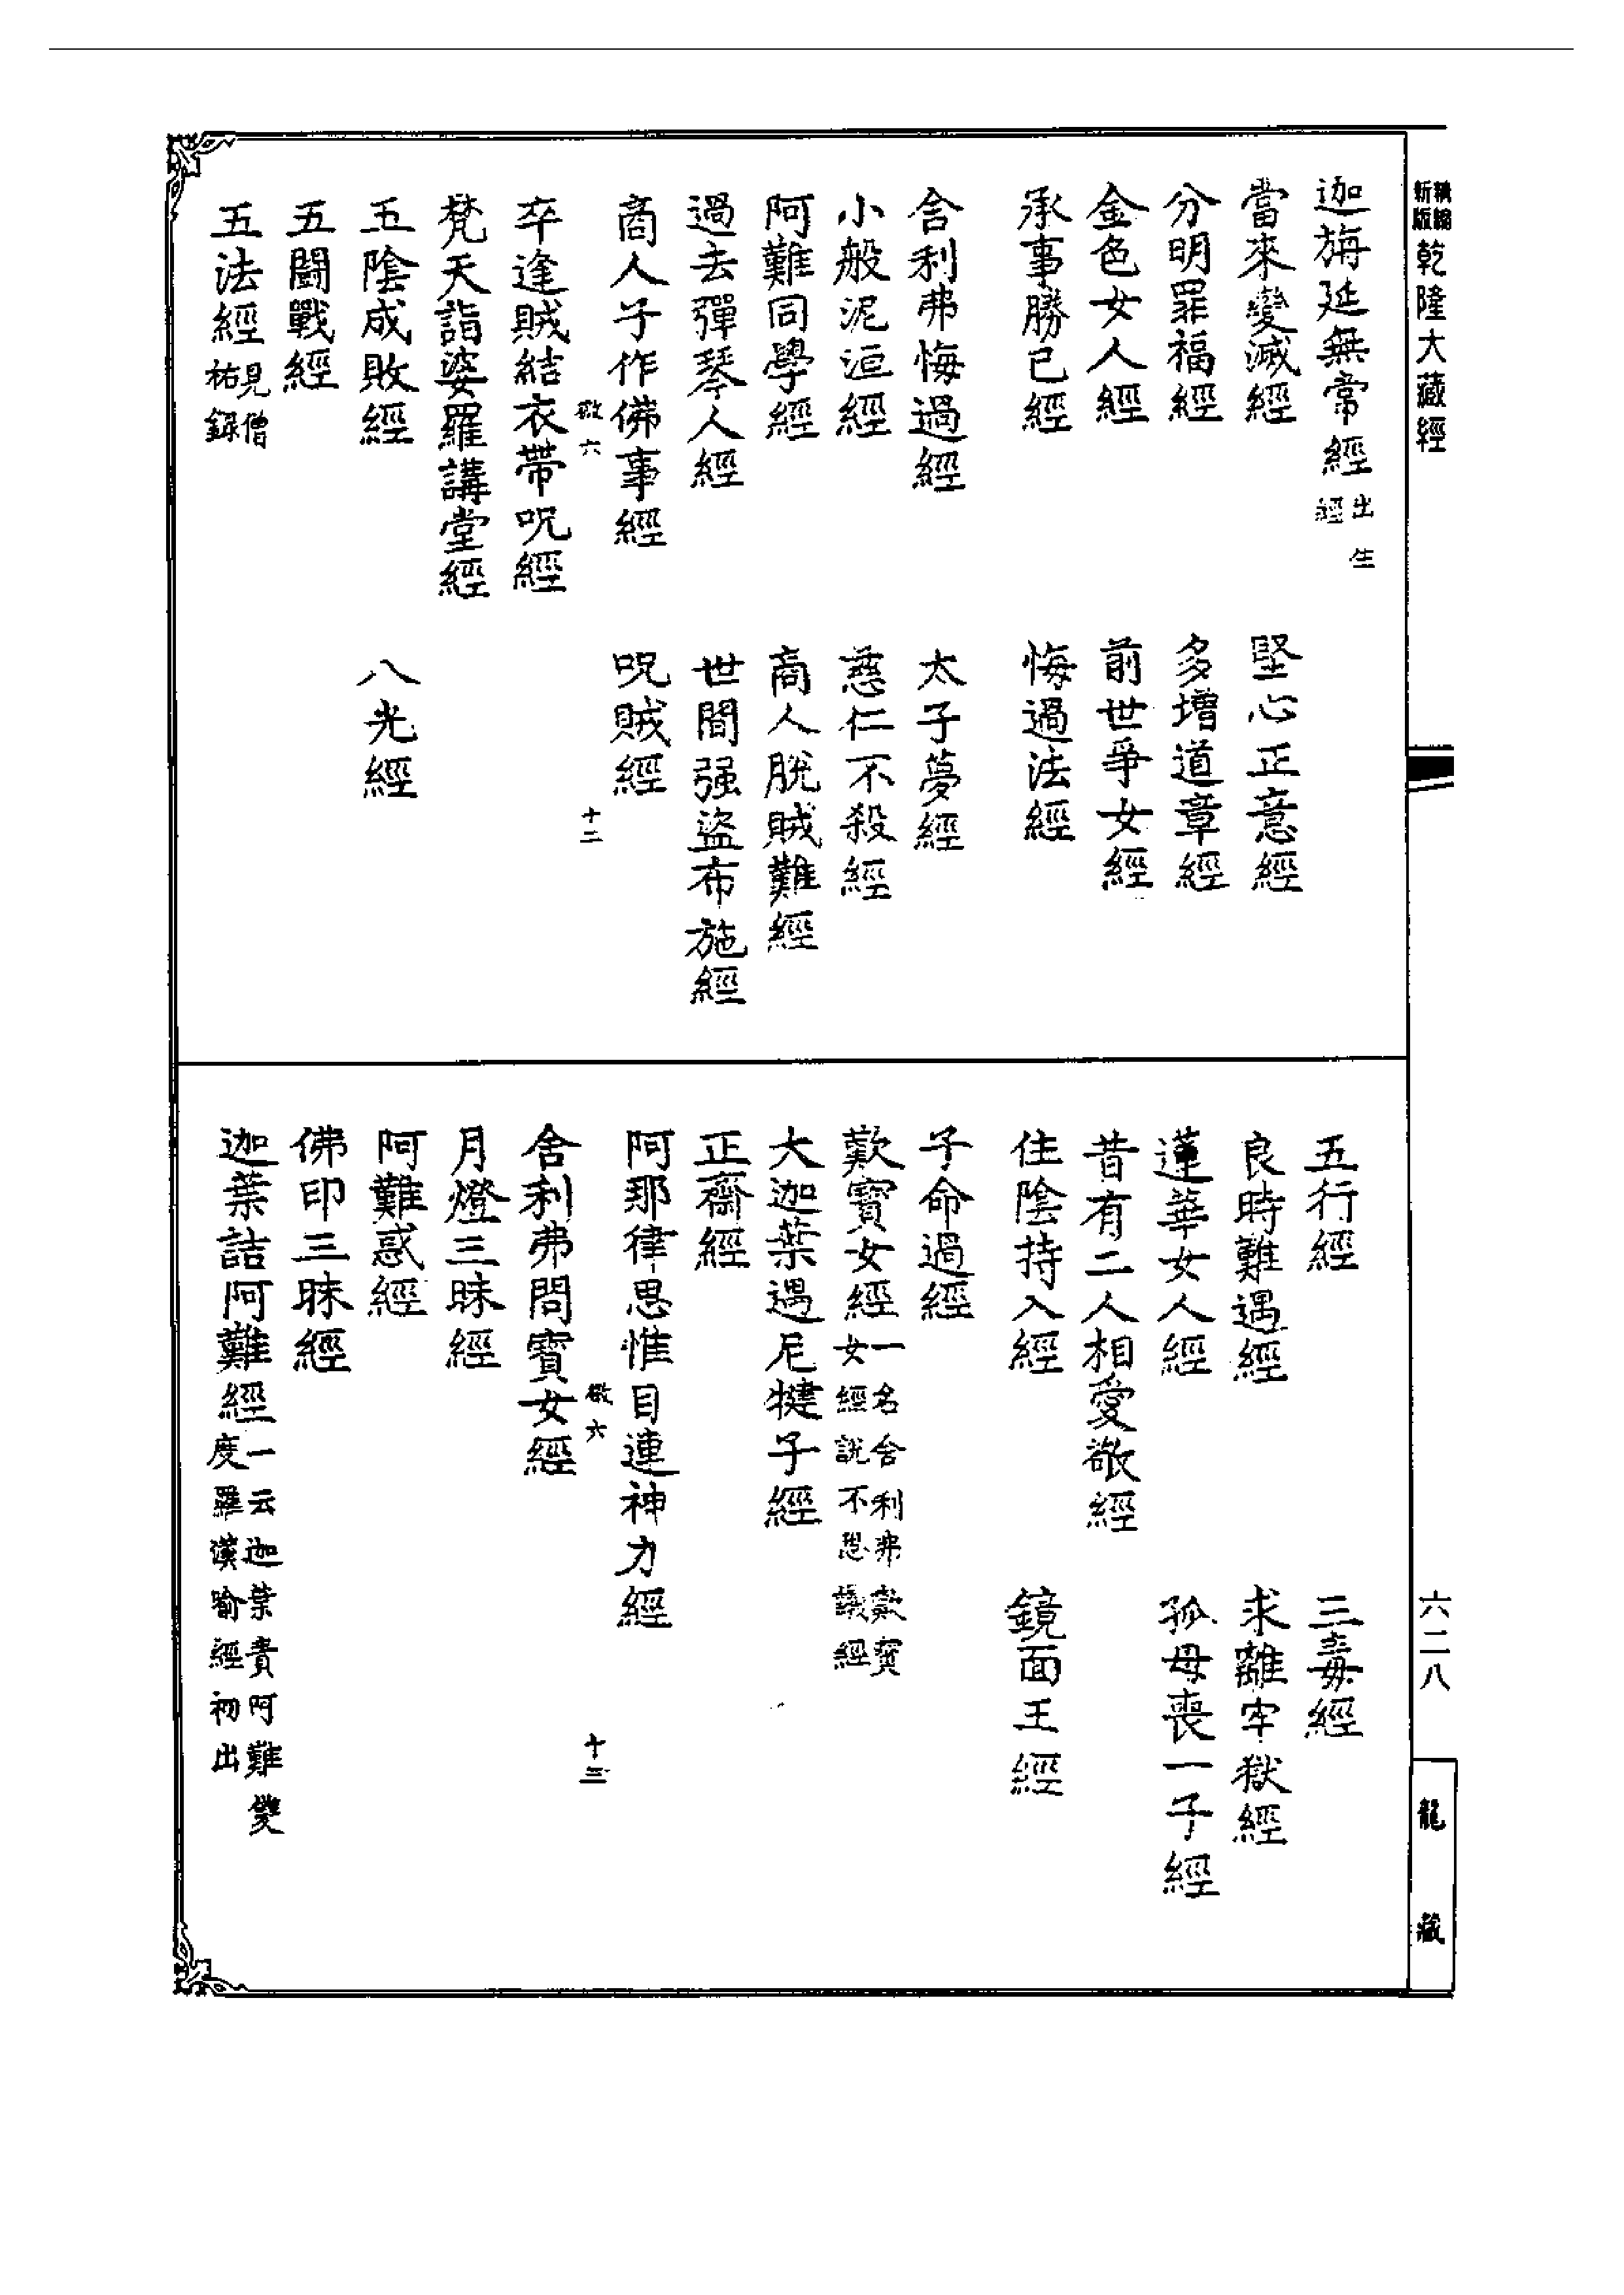 新編縮版 乾隆大藏經
迦旃延無常經 出生經
當來變滅經 堅心正意經
分明罪福經 多增道章經
金色女人經 前世爭女經
承事勝己經 悔過法經
舍利弗悔過經 太子夢經
小般泥洹經 慈仁不殺經
阿難同學經 商人脫賊難經
過去彈琴人經 世間强盜布施經
商人子作佛事經 呪賊經
敬六 十二
卒逢賊結衣帶呪經
梵天詣婆羅講堂經
五陰成敗經 八光經
五鬪戰經
五法經 見僧祐錄
五行經 三毒經
良時難遇經 求離牢獄經
蓮華女人經 孤母喪一子經
昔有二人相愛敬經
住陰持入經 鏡面王經
子命過經
歎寶女經 一名舍利弗歎寶女經說不思議經
大迦葉遇尼犍子經
正齋經
阿那律思惟目連神力經
敬六 十三
舍利弗問寶女經
月燈三昧經
阿難惑經
佛印三昧經
迦葉詰阿難經 一云迦葉責阿難雙度羅漢喻經初出
六二八
龍藏